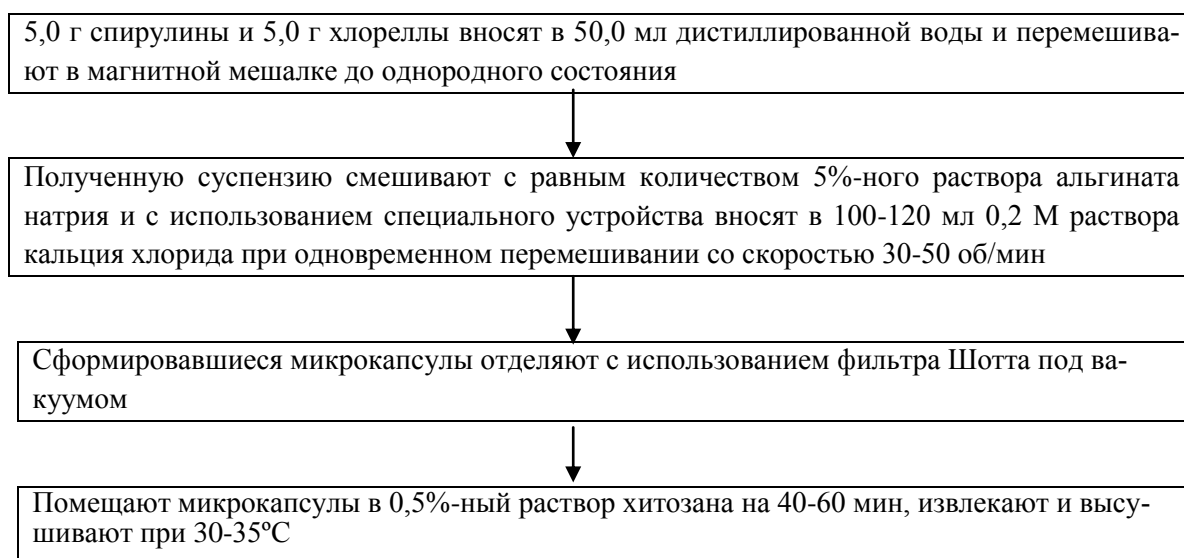 5,0 г спирулины и 5,0 г хлореллы вносят в 50,0 мл дистиллированной воды и перемешива-
ют в магнитной мешалке до однородного состояния
Полученную суспензию смешивают с равным количеством 5%-ного раствора альгината
натрия и с использованием специального устройства вносят в 100-120 мл 0,2 М раствора
кальция хлорида при одновременном перемешивании со скоростью 30-50 об/мин
Сформировавшиеся микрокапсулы отделяют с использованием фильтра Шотта под ва-
куумом
Помещают микрокапсулы в 0,5%-ный раствор хитозана на 40-60 мин, извлекают и высу-
шивают при 30-35ºС